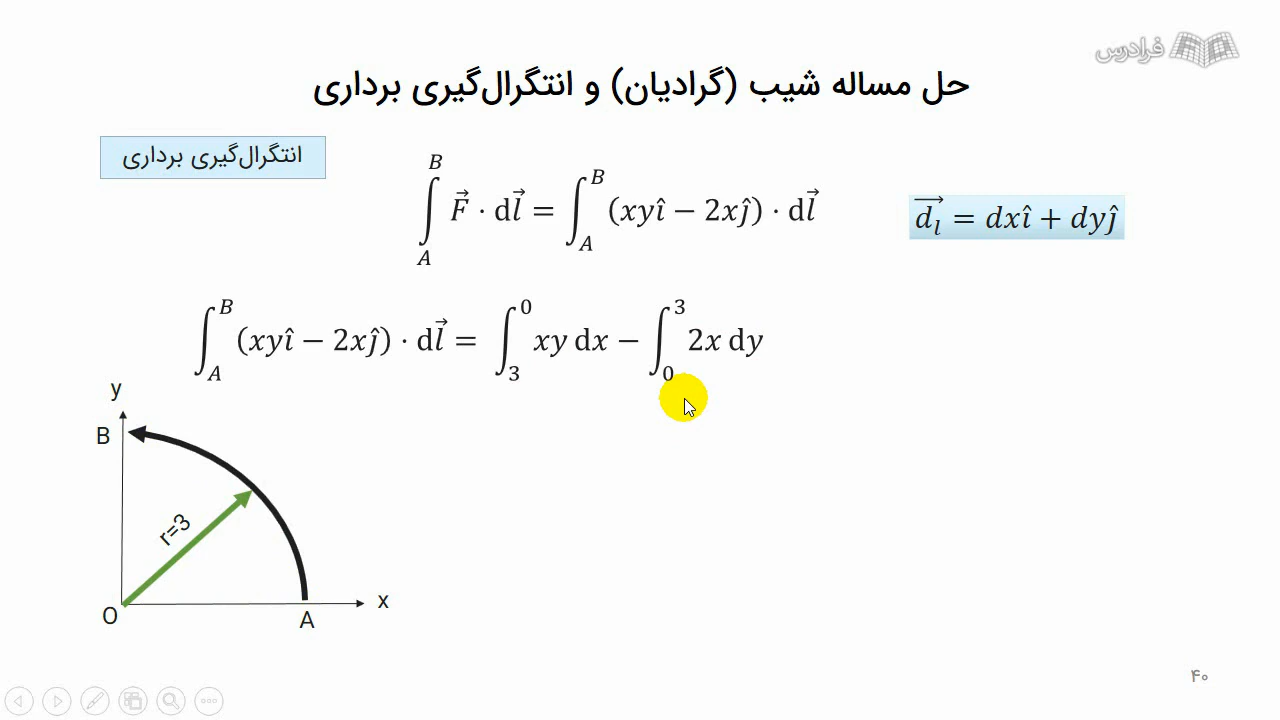 فرادرس
حل مساله شیب (گرادیان) و انتگرال‌گیری برداری
انتگرال‌گیری برداری
∫_A^B F⃗ · dl⃗ = ∫_A^B (xyî − 2xĵ) · dl⃗
d_l⃗ = dxî + dyĵ
∫_A^B (xyî − 2xĵ) · dl⃗ = ∫_3^0 xy dx − ∫_0^3 2x dy
y
B
r=3
O
A
x
۴۰